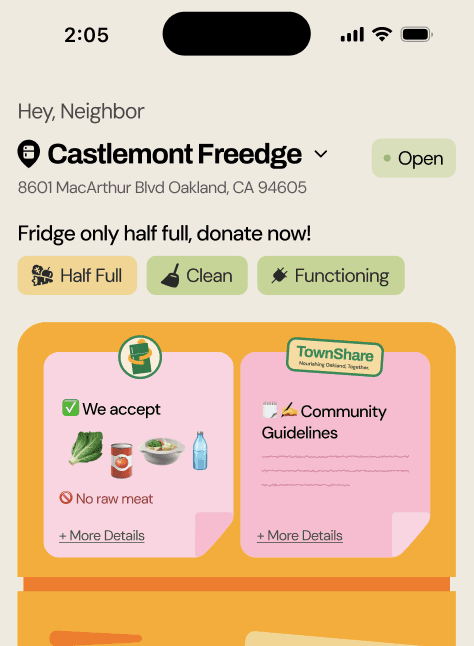 2:05
Hey, Neighbor
Castlemont Freedge
Open
8601 MacArthur Blvd Oakland, CA 94605
Fridge only half full, donate now!
Half Full
Clean
Functioning
TownShare
Nourishing Oakland, Together.
✅ We accept
🚫 No raw meat
+ More Details
🗒️✍️ Community
Guidelines
+ More Details